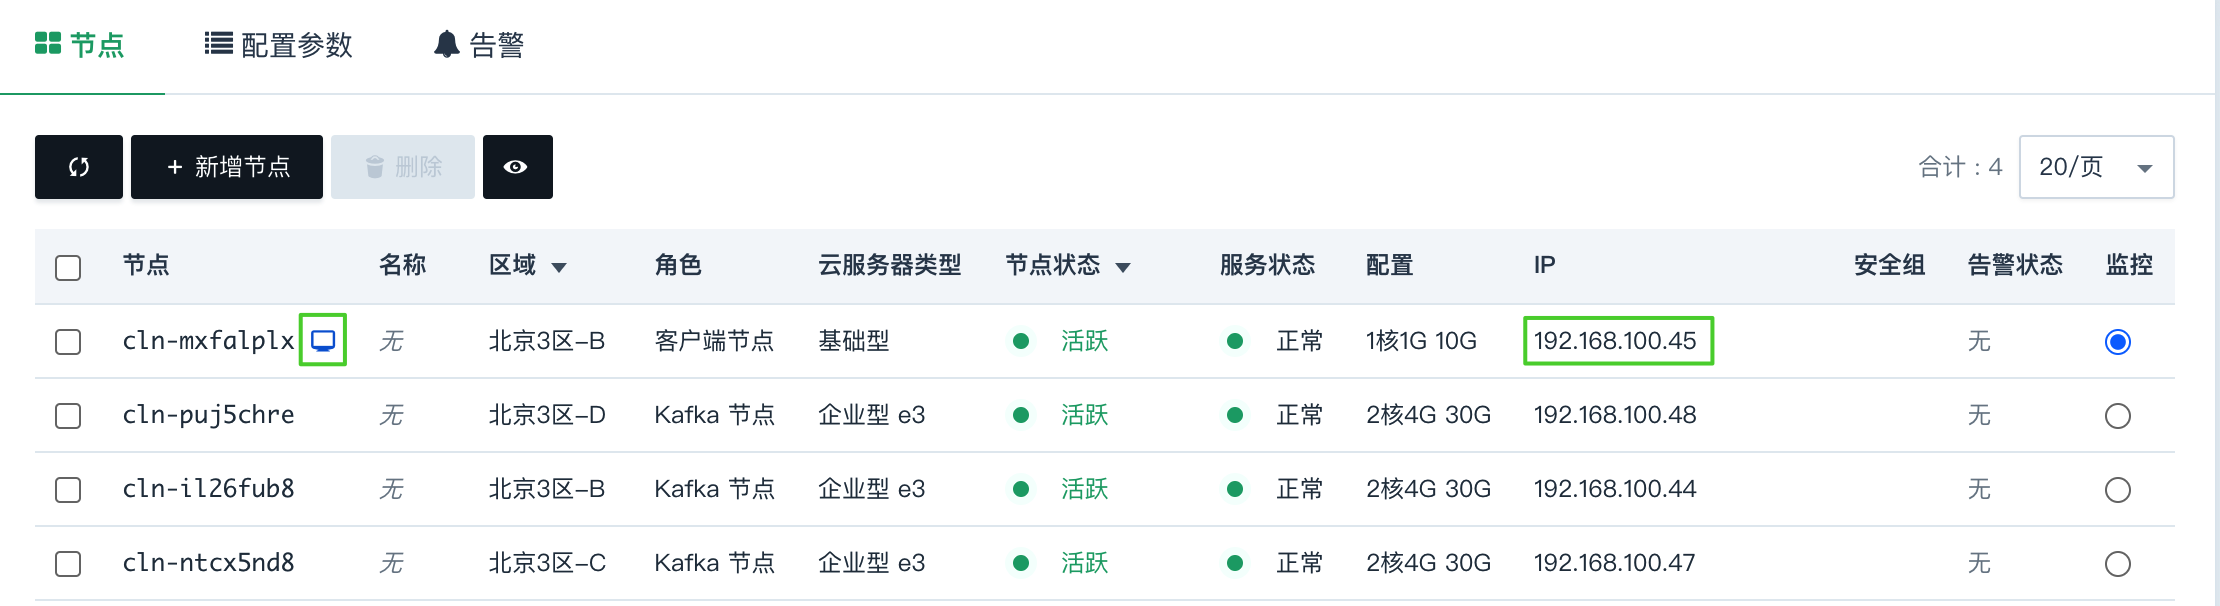 节点 配置参数 告警
+ 新增节点 删除 合计：4 20/页
节点 名称 区域 角色 云服务器类型 节点状态 服务状态 配置 IP 安全组 告警状态 监控
cln-mxfalplx 无 北京3区-B 客户端节点 基础型 活跃 正常 1核1G 10G 192.168.100.45 无
cln-puj5chre 无 北京3区-D Kafka 节点 企业型 e3 活跃 正常 2核4G 30G 192.168.100.48 无
cln-il26fub8 无 北京3区-B Kafka 节点 企业型 e3 活跃 正常 2核4G 30G 192.168.100.44 无
cln-ntcx5nd8 无 北京3区-C Kafka 节点 企业型 e3 活跃 正常 2核4G 30G 192.168.100.47 无